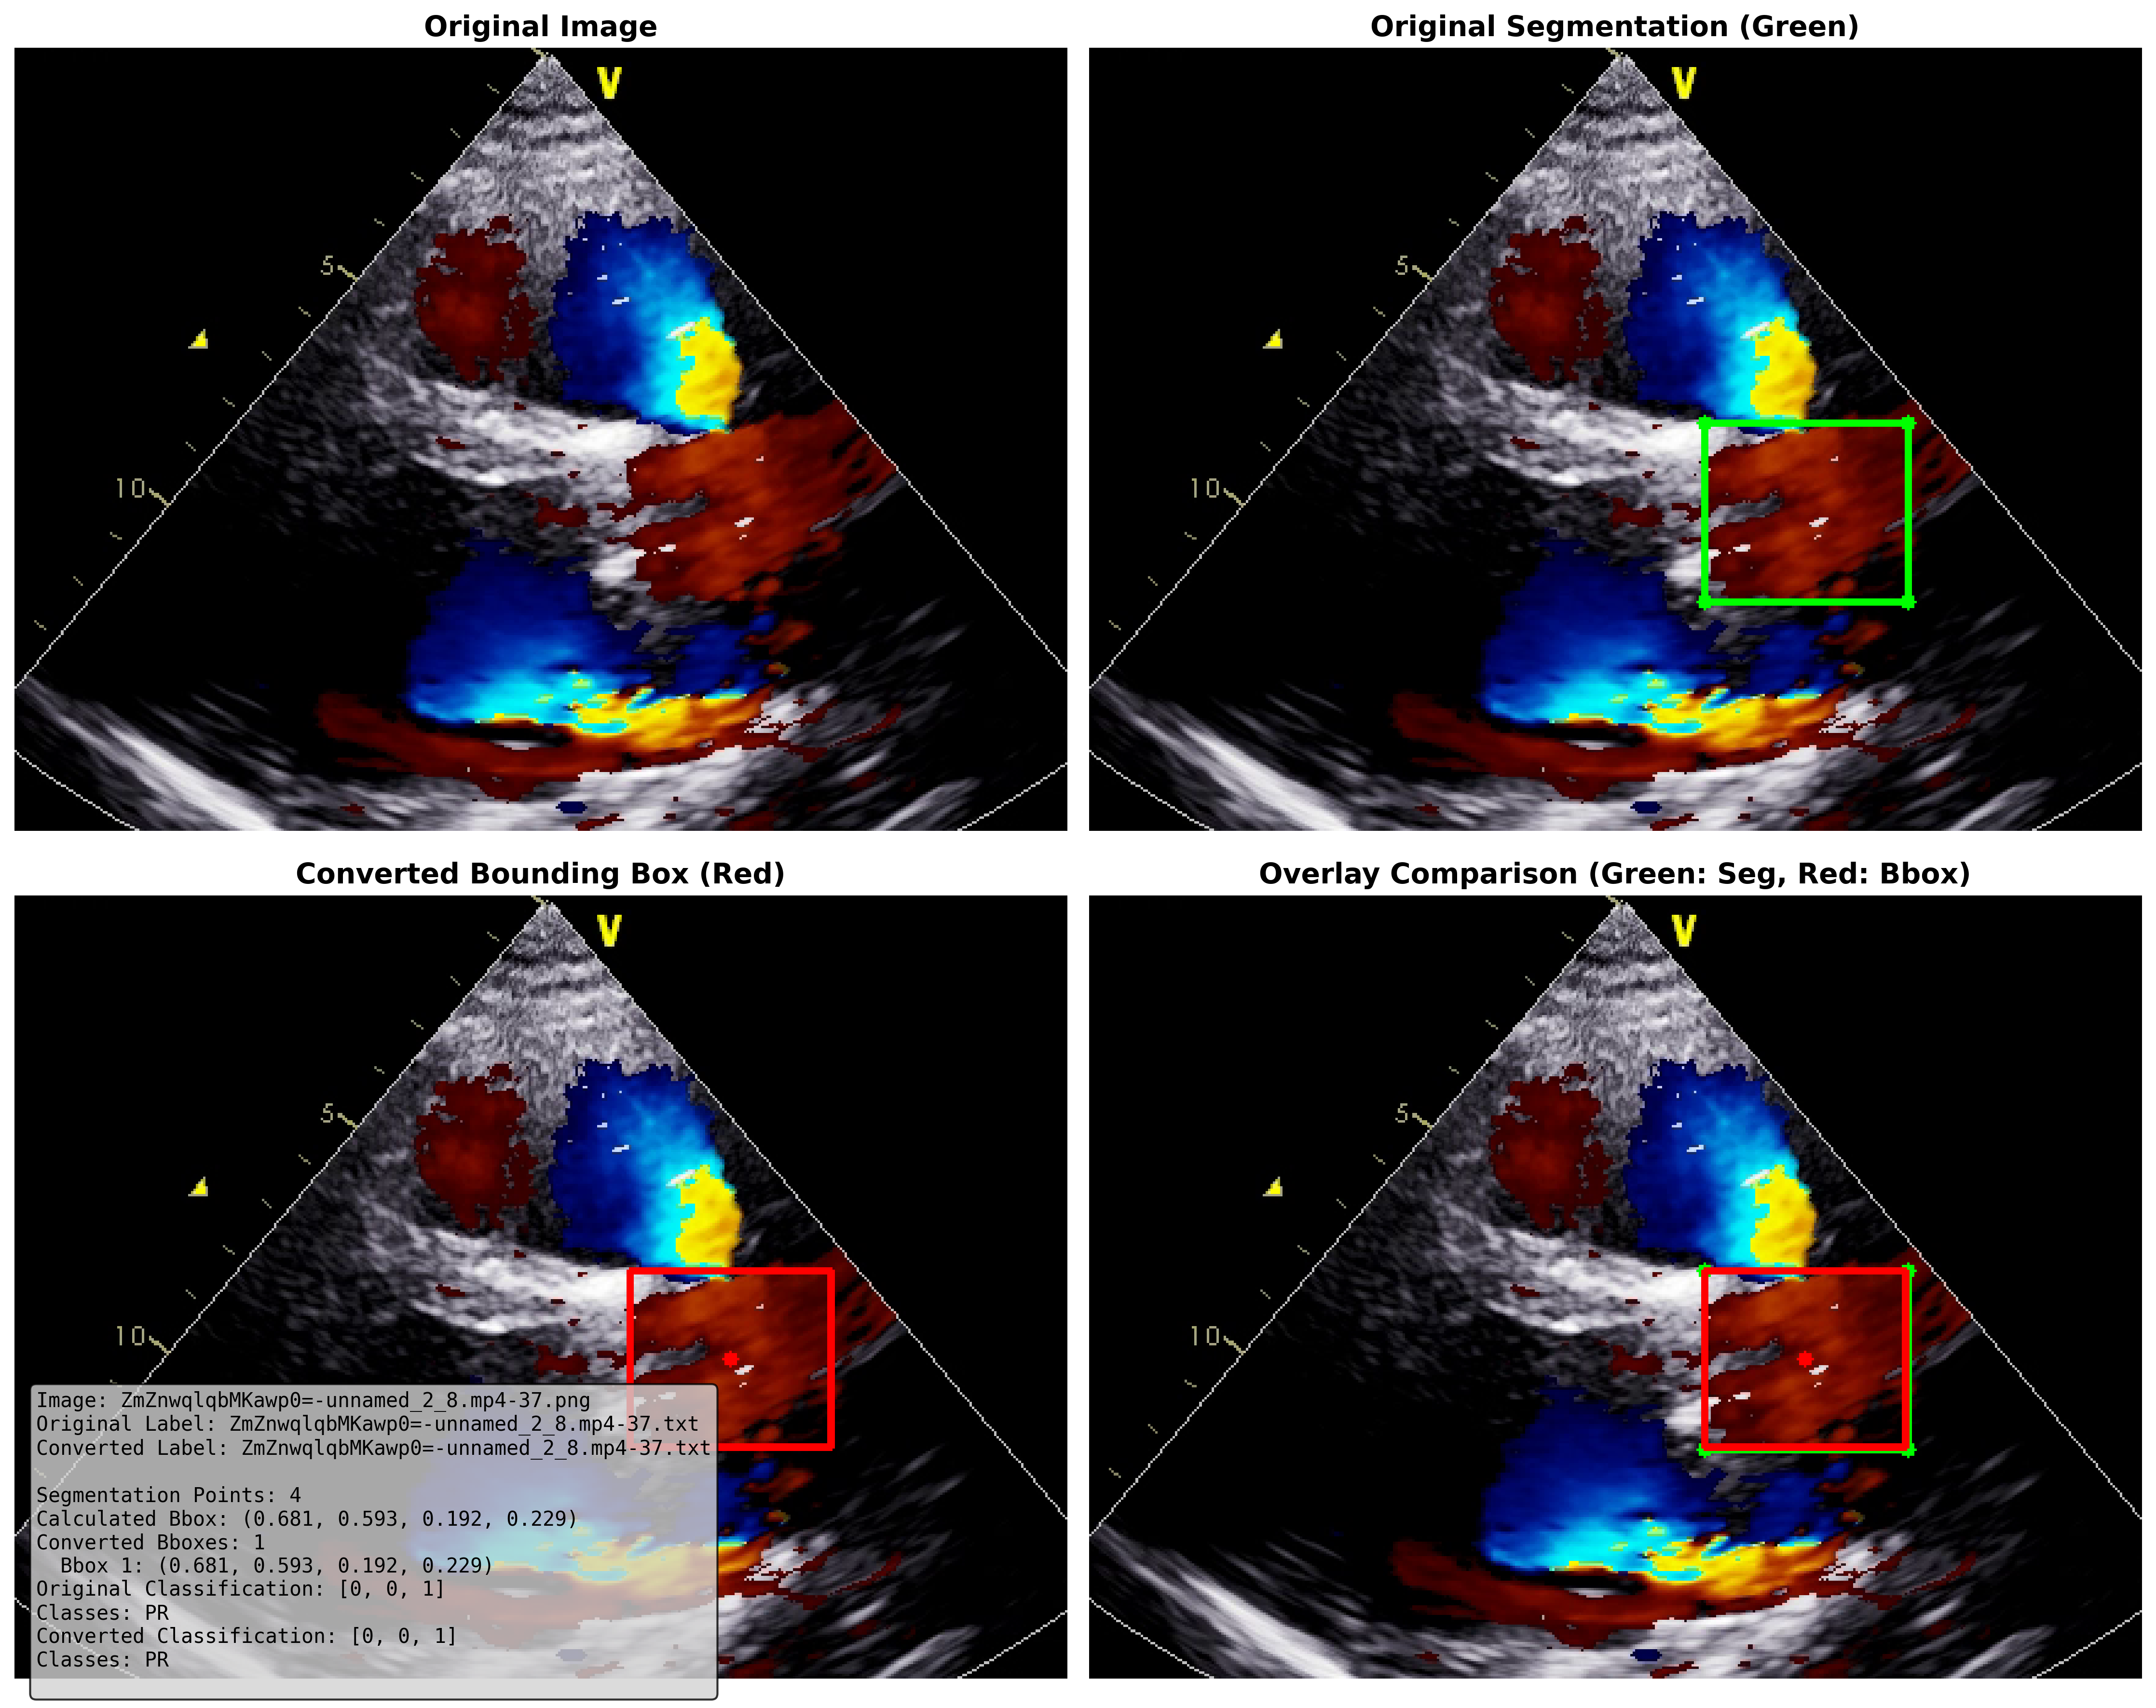 Original Image
Original Segmentation (Green)
V
5
10
V
5
10
Converted Bounding Box (Red)
Overlay Comparison (Green: Seg, Red: Bbox)
V
5
10
V
5
10
Image: ZmZnwqlqbMKawp0=-unnamed_2_8.mp4-37.png
Original Label: ZmZnwqlqbMKawp0=-unnamed_2_8.mp4-37.txt
Converted Label: ZmZnwqlqbMKawp0=-unnamed_2_8.mp4-37.txt
Segmentation Points: 4
Calculated Bbox: (0.681, 0.593, 0.192, 0.229)
Converted Bboxes: 1
Bbox 1: (0.681, 0.593, 0.192, 0.229)
Original Classification: [0, 0, 1]
Classes: PR
Converted Classification: [0, 0, 1]
Classes: PR